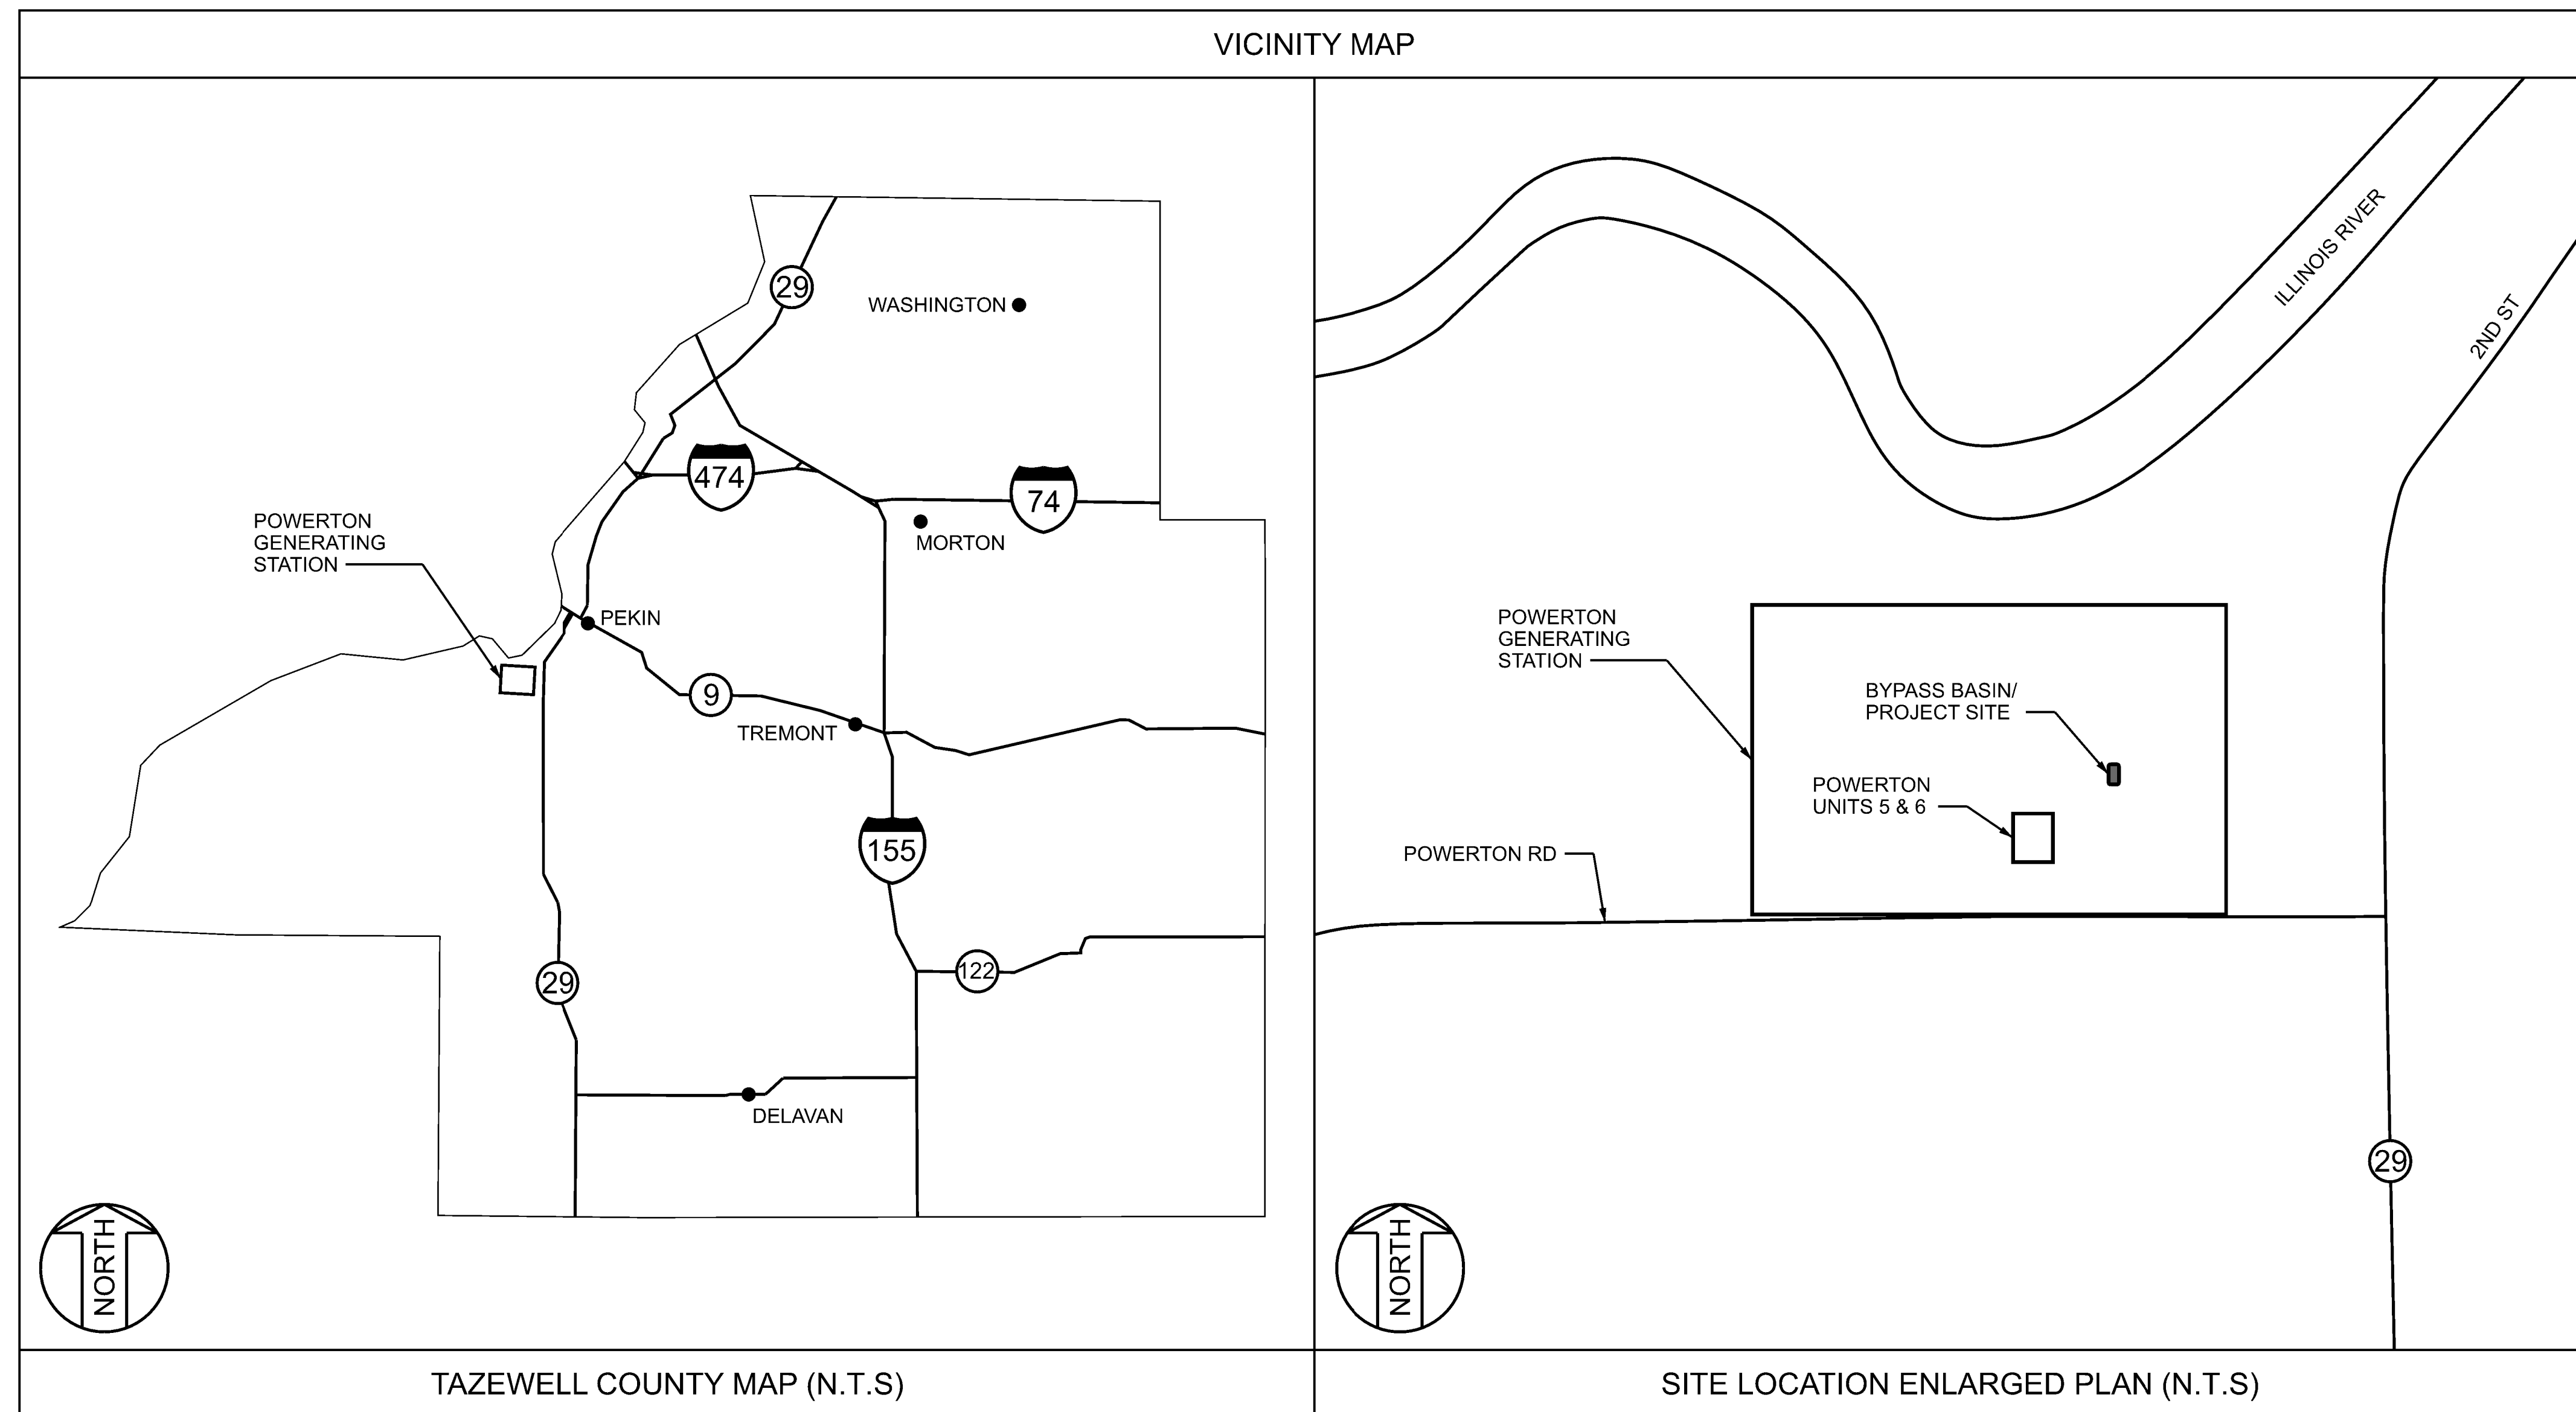 VICINITY MAP
29
WASHINGTON
474
74
POWERTON
GENERATING
STATION
MORTON
PEKIN
9
TREMONT
155
122
29
DELAVAN
NORTH
TAZEWELL COUNTY MAP (N.T.S)
ILLINOIS RIVER
2ND ST
POWERTON
GENERATING
STATION
BYPASS BASIN/
PROJECT SITE
POWERTON
UNITS 5 & 6
POWERTON RD
29
NORTH
SITE LOCATION ENLARGED PLAN (N.T.S)